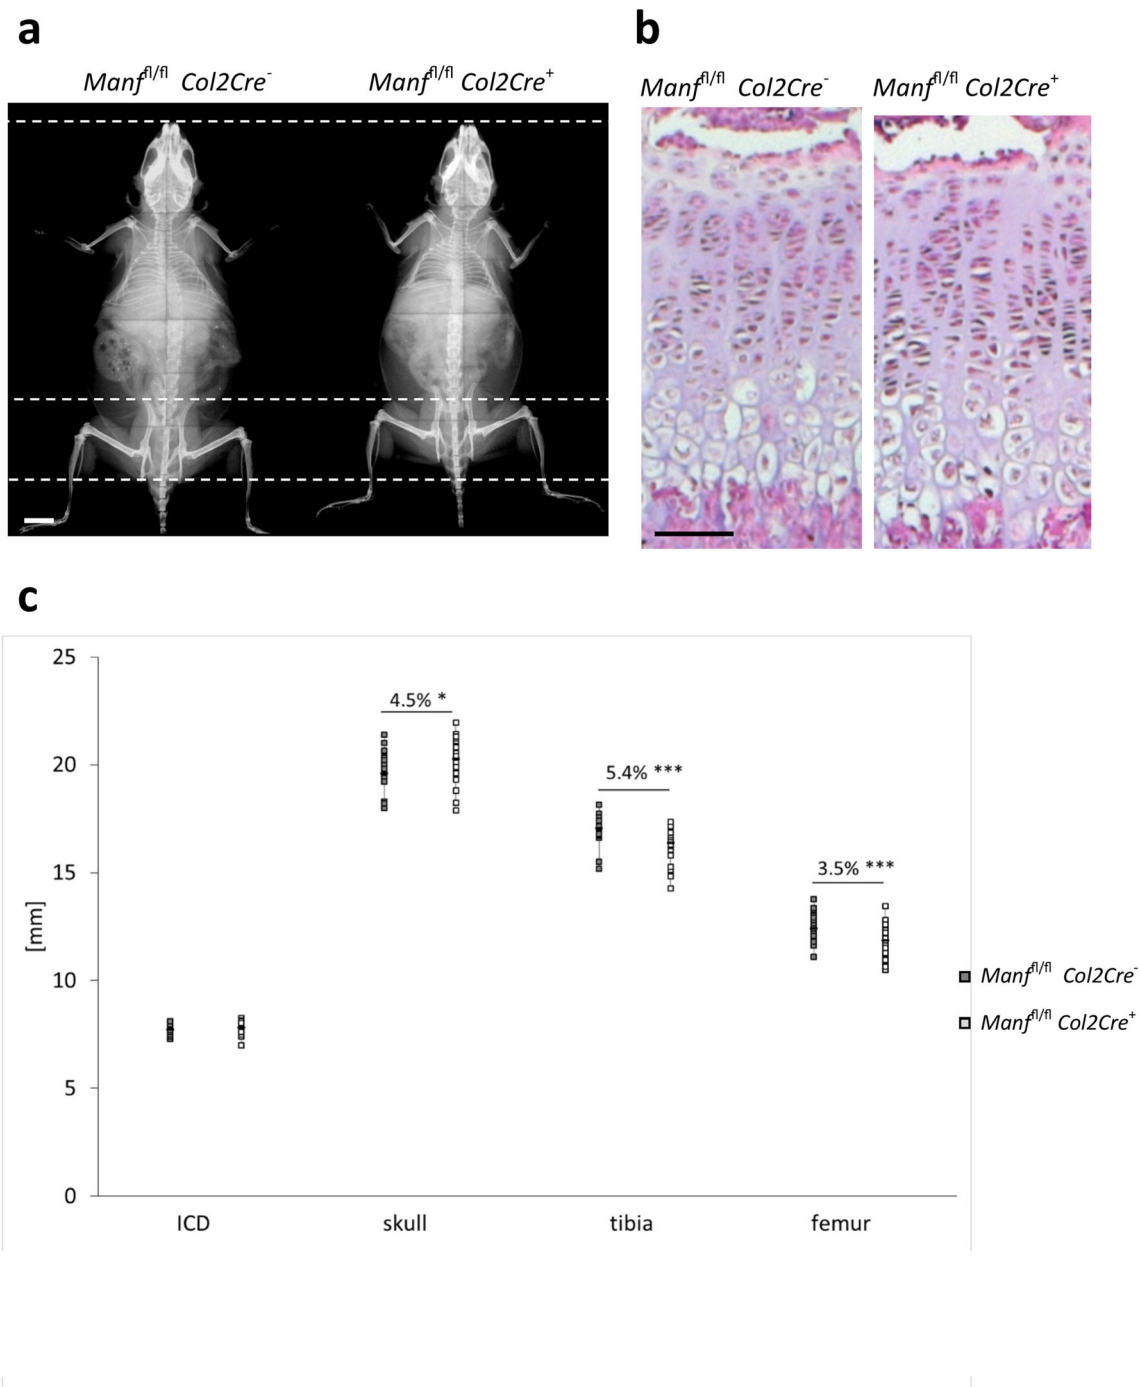 a
Manf^fl/fl Col2Cre^-
Manf^fl/fl Col2Cre^+
b
Manf^fl/fl Col2Cre^-
Manf^fl/fl Col2Cre^+
c
25
20
15
10
5
0
[mm]
4.5% *
5.4% ***
3.5% ***
ICD
skull
tibia
femur
Manf^fl/fl Col2Cre^-
Manf^fl/fl Col2Cre^+